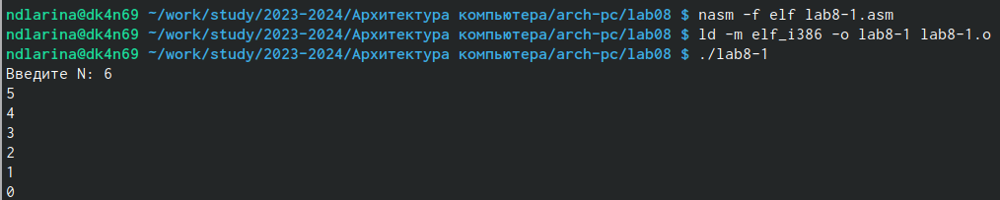 ndlarina@dk4n69 ~/work/study/2023-2024/Архитектура компьютера/arch-pc/lab08 $ nasm -f elf lab8-1.asm
ndlarina@dk4n69 ~/work/study/2023-2024/Архитектура компьютера/arch-pc/lab08 $ ld -m elf_i386 -o lab8-1 lab8-1.o
ndlarina@dk4n69 ~/work/study/2023-2024/Архитектура компьютера/arch-pc/lab08 $ ./lab8-1
Введите N: 6
5
4
3
2
1
0